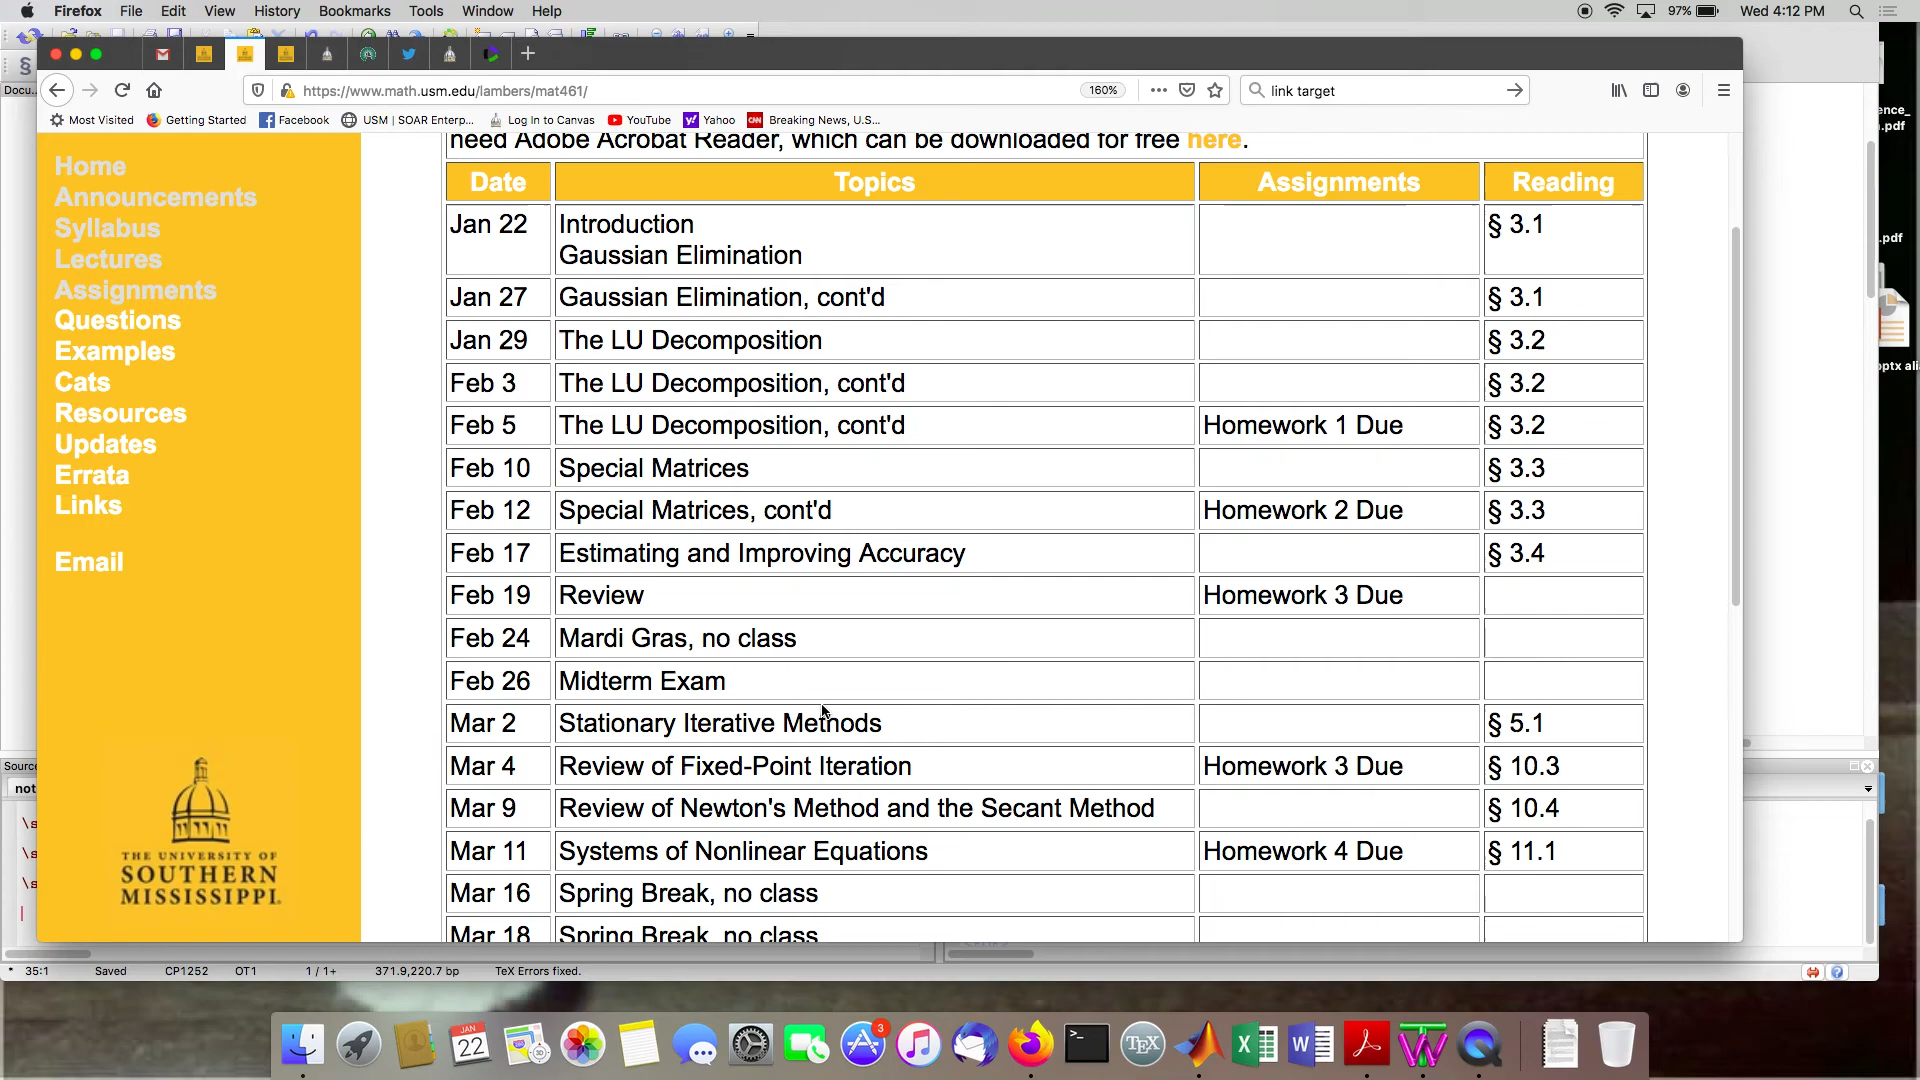 Firefox File Edit View History Bookmarks Tools Window Help 97% Wed 4:12 PM
https://www.math.usm.edu/lambers/mat461/ 160% link target
Most Visited Getting Started Facebook USM | SOAR Enterp... Log In to Canvas YouTube Yahoo Breaking News, U.S...
§
Docu...
.pdf
.pdf
Home
Announcements
Syllabus
Lectures
Assignments
Questions
Examples
Cats
Resources
Updates
Errata
Links
Email
THE UNIVERSITY OF
SOUTHERN
MISSISSIPPI.
need Adobe Acrobat Reader, which can be downloaded for free here.
Date Topics Assignments Reading
Jan 22 Introduction § 3.1
Gaussian Elimination
Jan 27 Gaussian Elimination, cont'd § 3.1
Jan 29 The LU Decomposition § 3.2
Feb 3 The LU Decomposition, cont'd § 3.2
Feb 5 The LU Decomposition, cont'd Homework 1 Due § 3.2
Feb 10 Special Matrices § 3.3
Feb 12 Special Matrices, cont'd Homework 2 Due § 3.3
Feb 17 Estimating and Improving Accuracy § 3.4
Feb 19 Review Homework 3 Due
Feb 24 Mardi Gras, no class
Feb 26 Midterm Exam
Mar 2 Stationary Iterative Methods § 5.1
Mar 4 Review of Fixed-Point Iteration Homework 3 Due § 10.3
Mar 9 Review of Newton's Method and the Secant Method § 10.4
Mar 11 Systems of Nonlinear Equations Homework 4 Due § 11.1
Mar 16 Spring Break, no class
Mar 18 Spring Break, no class
Source
not
\s
\s
\s
35:1 Saved CP1252 OT1 1 / 1+ 371.9,220.7 bp TeX Errors fixed.
JAN
22
3
TEX